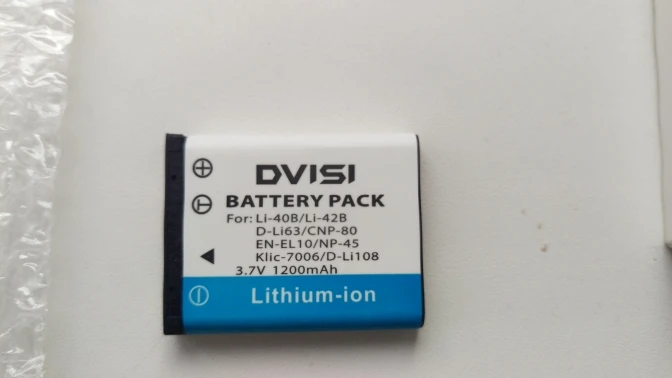 DVISI
BATTERY PACK
For: Li-40B/Li-42B
D-Li63/CNP-80
EN-EL10/NP-45
Klic-7006/D-Li108
3.7V 1200mAh
Lithium-ion